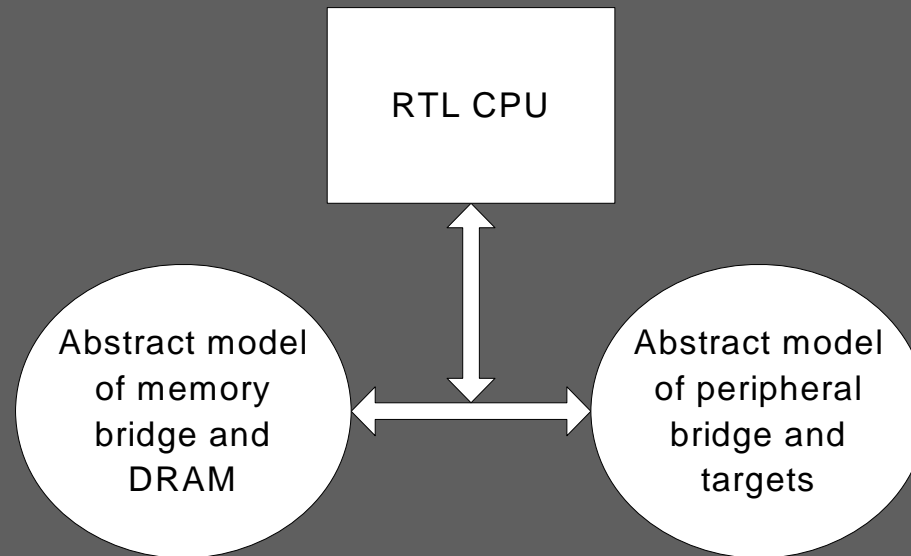 RTL CPU
Abstract model
of memory
bridge and
DRAM
Abstract model
of peripheral
bridge and
targets